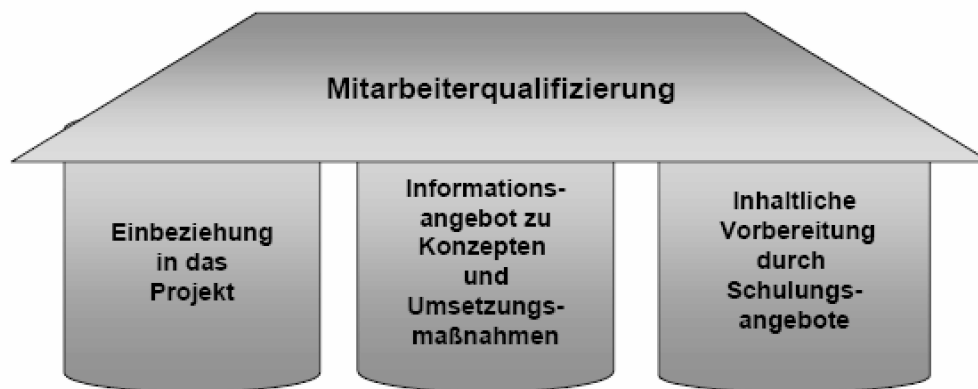 Mitarbeiterqualifizierung
Einbeziehung
in das
Projekt
Informations-
angebot zu
Konzepten
und
Umsetzungs-
maßnahmen
Inhaltliche
Vorbereitung
durch
Schulungs-
angebote